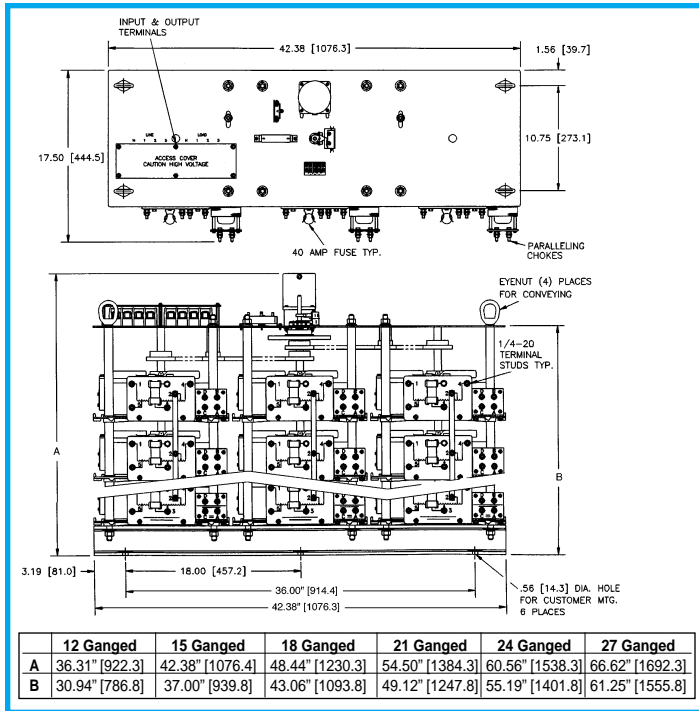 INPUT & OUTPUT
TERMINALS
42.38 [1076.3]
1.56 [39.7]
17.50 [444.5]
10.75 [273.1]
LINE
LOAD
N 1 2 3 N 1 2 3
ACCESS COVER
CAUTION HIGH VOLTAGE
40 AMP FUSE TYP.
PARALLELING
CHOKES
EYENUT (4) PLACES
FOR CONVEYING
1/4-20
TERMINAL
STUDS TYP.
A
B
3.19 [81.0]
18.00 [457.2]
36.00" [914.4]
42.38" [1076.3]
.56 [14.3] DIA. HOLE
FOR CUSTOMER MTG.
6 PLACES
12 Ganged 15 Ganged 18 Ganged 21 Ganged 24 Ganged 27 Ganged
A 36.31” [922.3] 42.38” [1076.4] 48.44” [1230.3] 54.50” [1384.3] 60.56” [1538.3] 66.62” [1692.3]
B 30.94” [786.8] 37.00” [939.8] 43.06” [1093.8] 49.12” [1247.8] 55.19” [1401.8] 61.25” [1555.8]